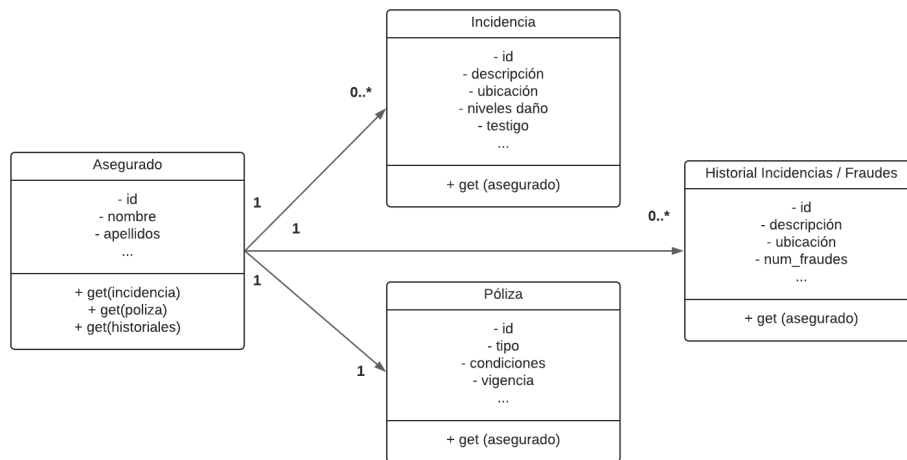 Incidencia
- id
- descripción
- ubicación
- niveles daño
- testigo
...
+ get (asegurado)
0..*
Asegurado
- id
- nombre
- apellidos
...
+ get(incidencia)
+ get(poliza)
+ get(historiales)
1
1
1
0..*
Historial Incidencias / Fraudes
- id
- descripción
- ubicación
- num_fraudes
...
+ get (asegurado)
1
Póliza
- id
- tipo
- condiciones
- vigencia
...
+ get (asegurado)